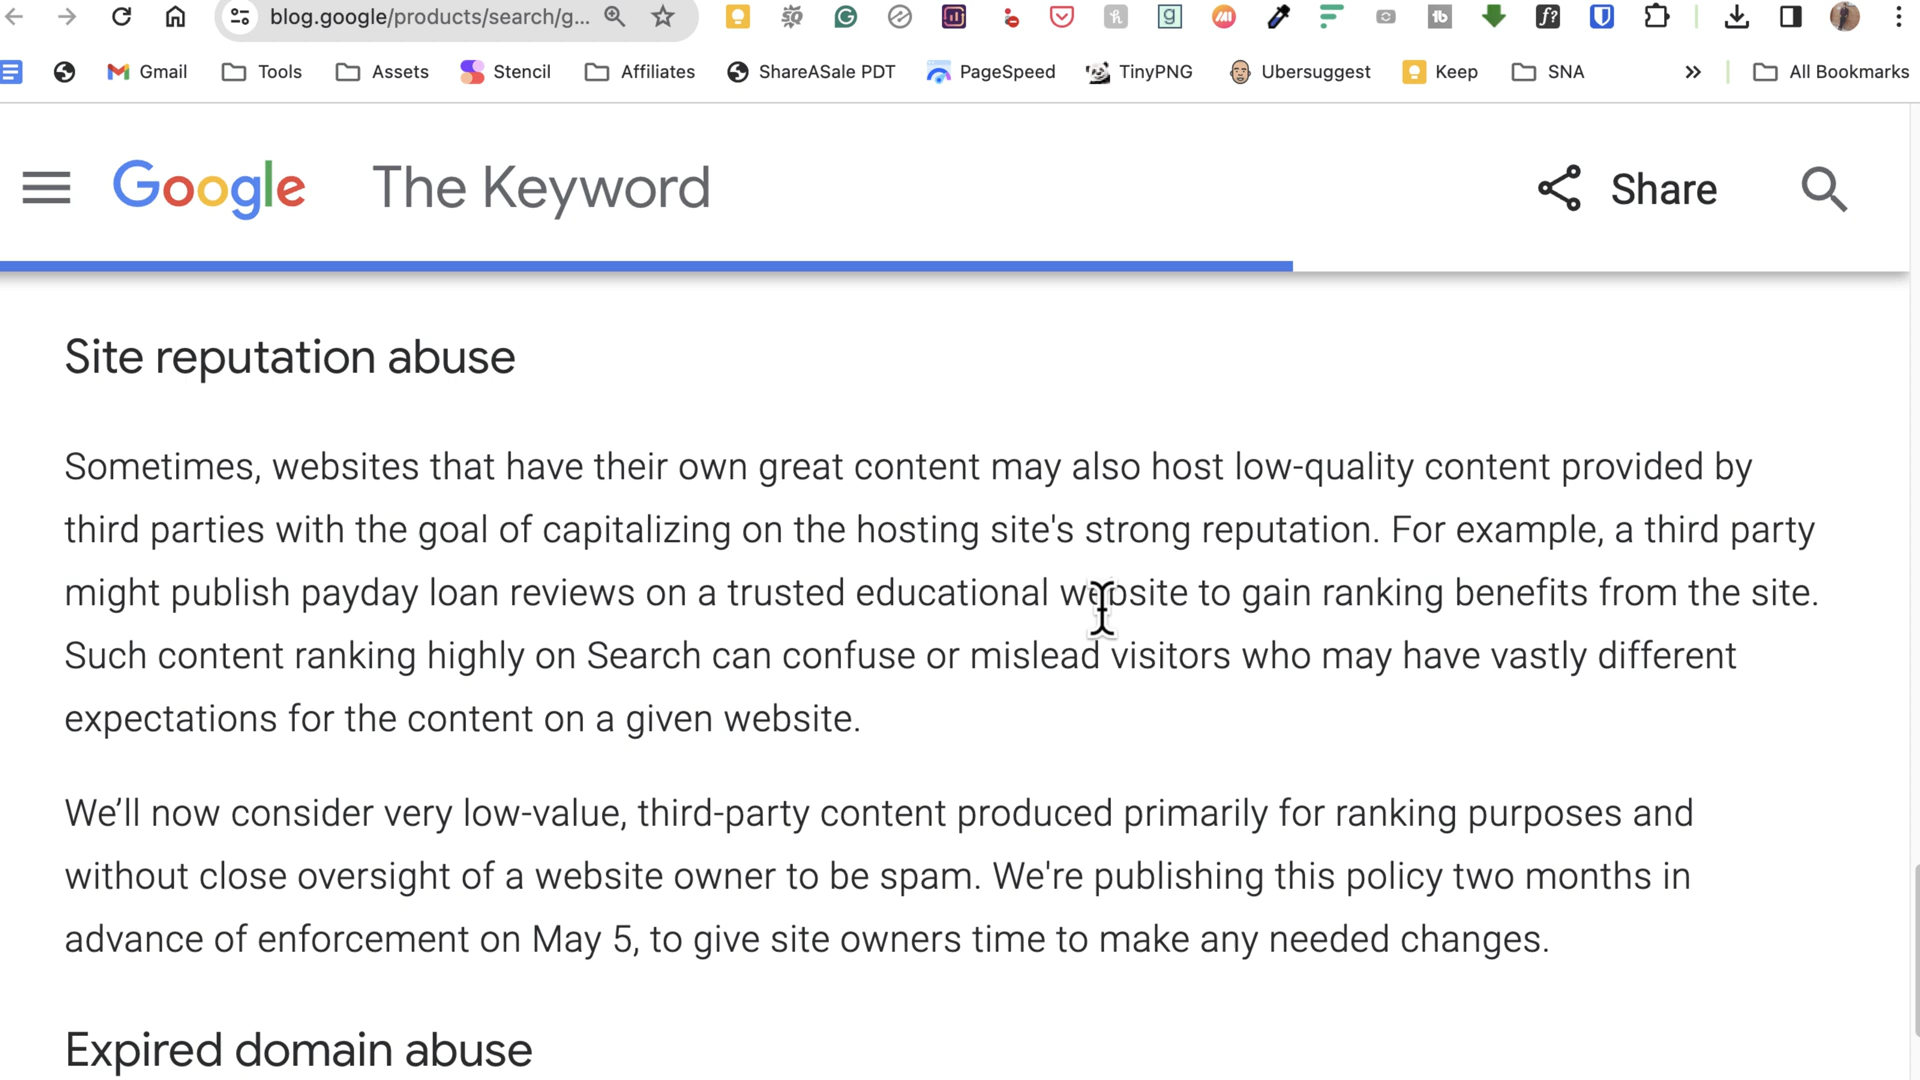 blog.google/products/search/g...
Gmail
Tools
Assets
Stencil
Affiliates
ShareASale PDT
PageSpeed
TinyPNG
Ubersuggest
Keep
SNA
»
All Bookmarks
Google The Keyword
Share
Site reputation abuse
Sometimes, websites that have their own great content may also host low-quality content provided by
third parties with the goal of capitalizing on the hosting site's strong reputation. For example, a third party
might publish payday loan reviews on a trusted educational website to gain ranking benefits from the site.
Such content ranking highly on Search can confuse or mislead visitors who may have vastly different
expectations for the content on a given website.
We’ll now consider very low-value, third-party content produced primarily for ranking purposes and
without close oversight of a website owner to be spam. We're publishing this policy two months in
advance of enforcement on May 5, to give site owners time to make any needed changes.
Expired domain abuse